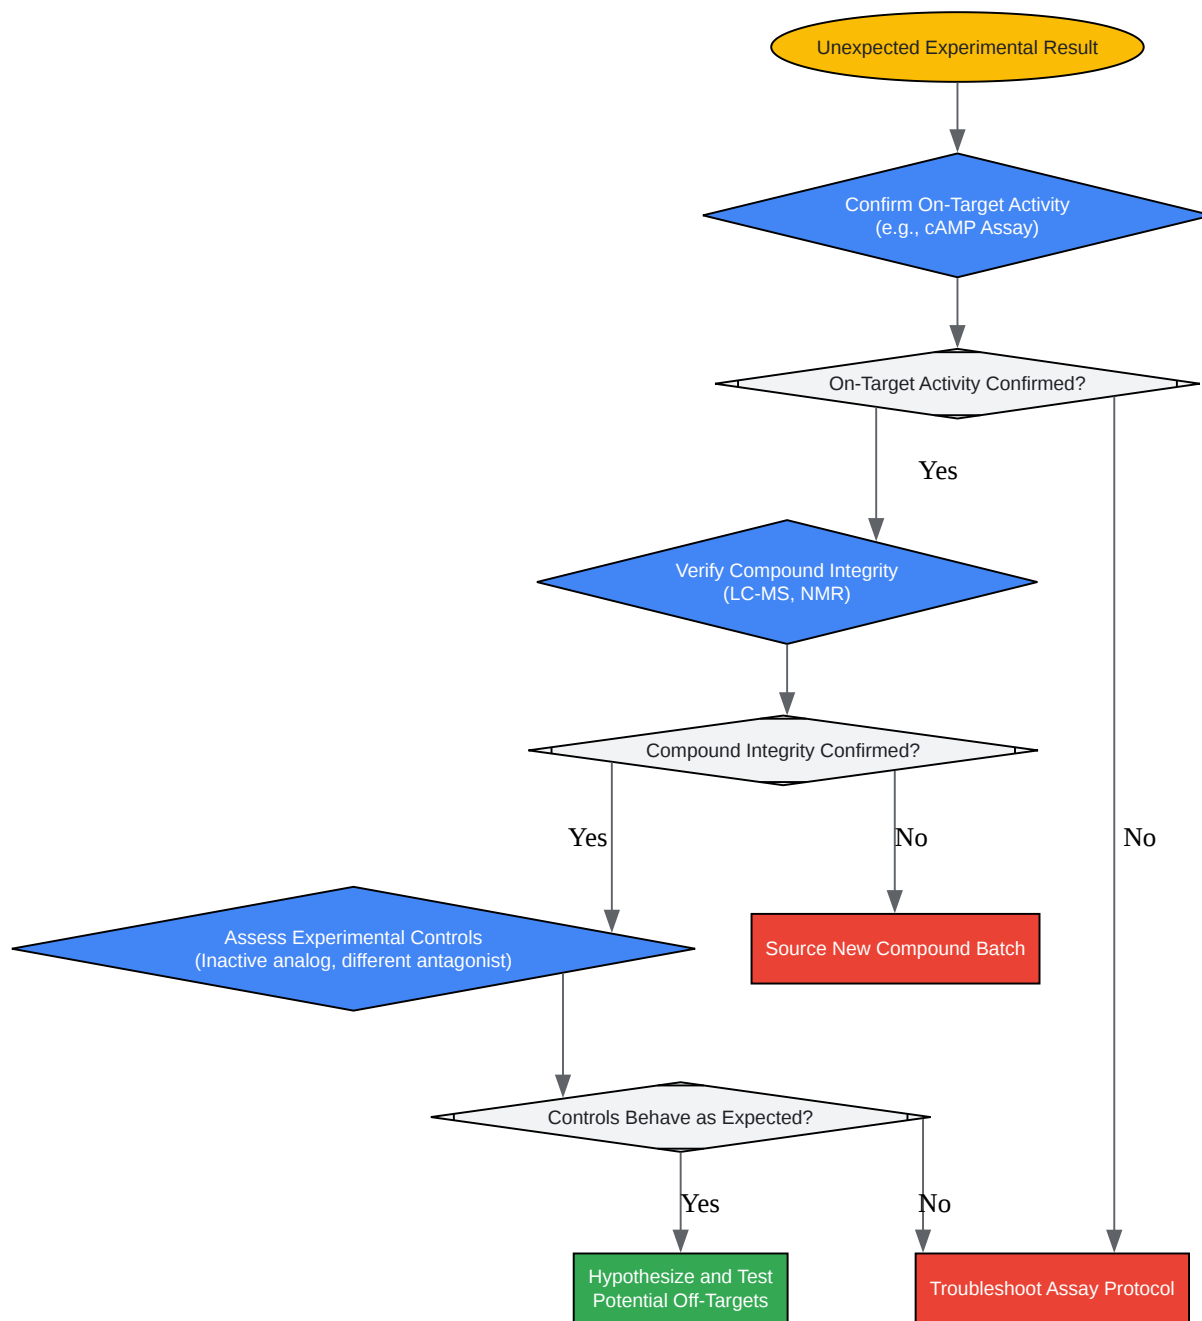 Unexpected Experimental Result
Confirm On-Target Activity
(e.g., cAMP Assay)
On-Target Activity Confirmed?
Yes
Verify Compound Integrity
(LC-MS, NMR)
Compound Integrity Confirmed?
Yes
No
No
Assess Experimental Controls
(Inactive analog, different antagonist)
Source New Compound Batch
Controls Behave as Expected?
Yes
No
Hypothesize and Test
Potential Off-Targets
Troubleshoot Assay Protocol